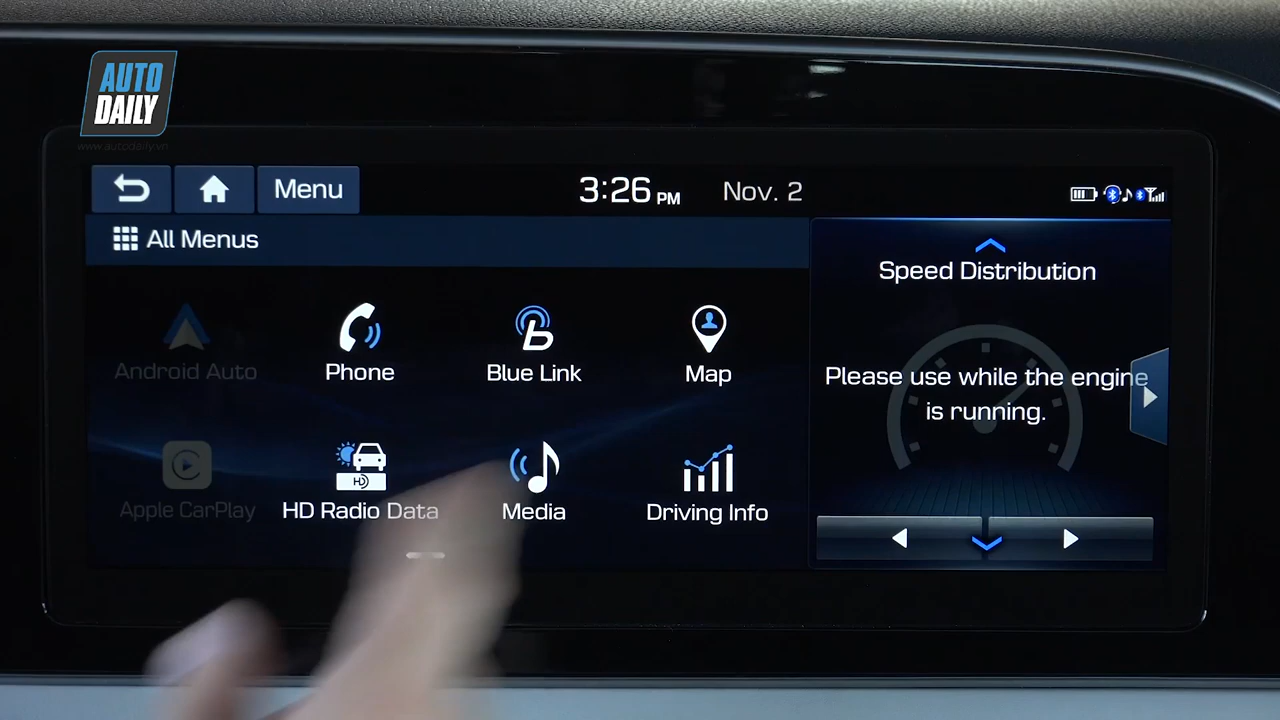 AUTO
DAILY
www.autodaily.vn
Menu
3:26 PM
Nov. 2
All Menus
Speed Distribution
Android Auto
Phone
Blue Link
Map
Please use while the engine
is running.
Apple CarPlay
HD
HD Radio Data
Media
Driving Info